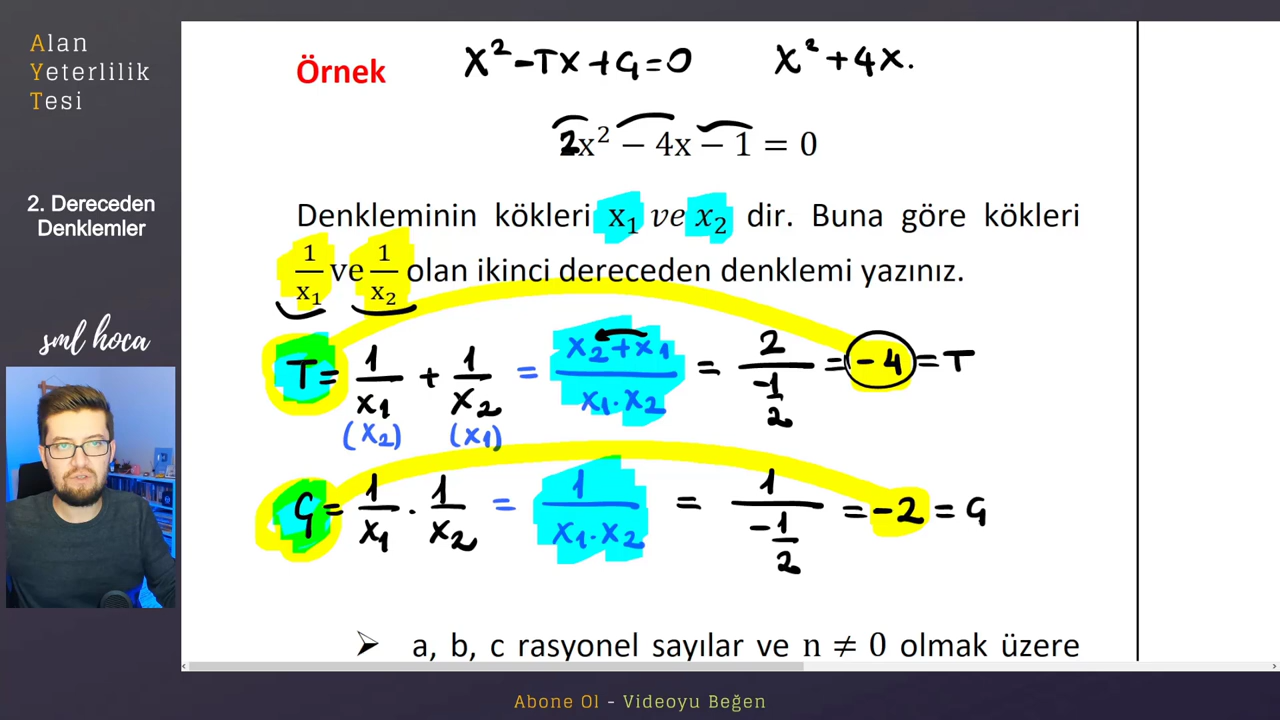 Alan
Yeterlilik
Tesi
2. Dereceden
Denklemler
sml hoca
Örnek
x² - Tx + Ç = 0
x² + 4x.
2x² − 4x − 1 = 0
Denkleminin kökleri x₁ ve x₂ dir. Buna göre kökleri
1/x₁ ve 1/x₂ olan ikinci dereceden denklemi yazınız.
T = 1/x₁ + 1/x₂ = (x₂ + x₁)/(x₁ . x₂) = 2/(-1/2) = -4 = T
(x₂) (x₁)
Ç = 1/x₁ . 1/x₂ = 1/(x₁ . x₂) = 1/(-1/2) = -2 = Ç
➢ a, b, c rasyonel sayılar ve n ≠ 0 olmak üzere
Abone Ol - Videoyu Beğen